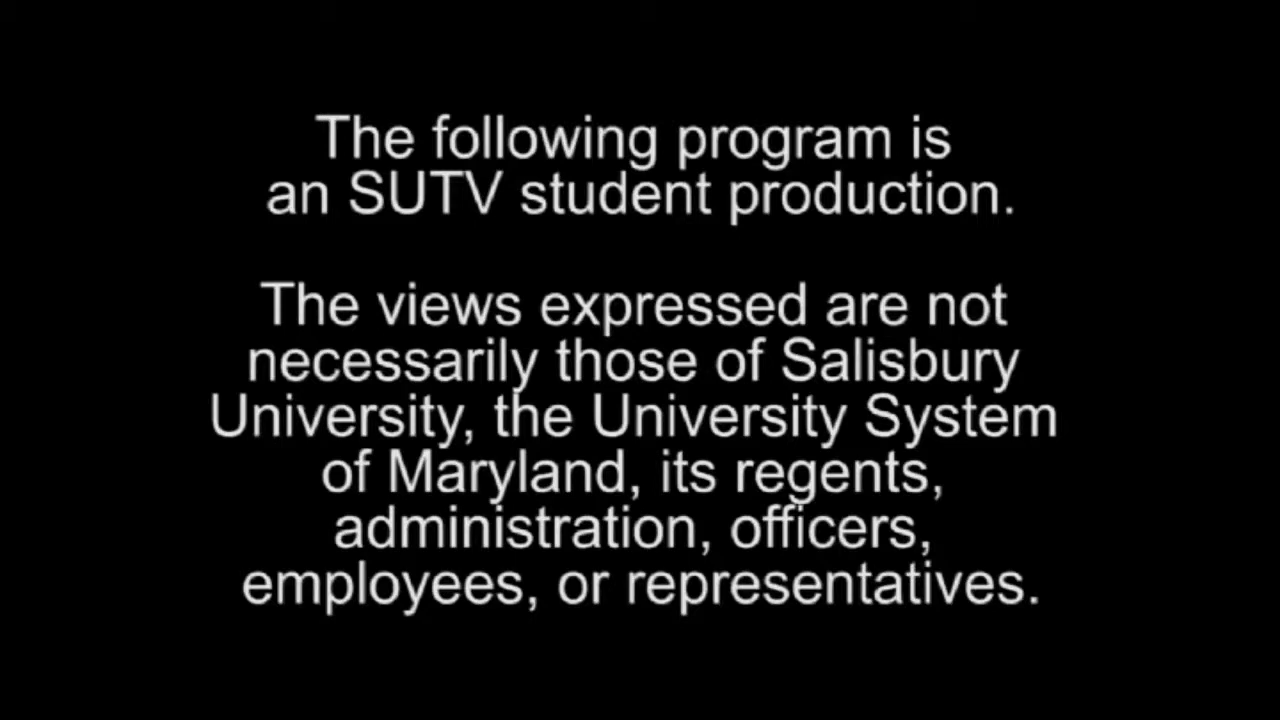 The following program is
an SUTV student production.
The views expressed are not
necessarily those of Salisbury
University, the University System
of Maryland, its regents,
administration, officers,
employees, or representatives.